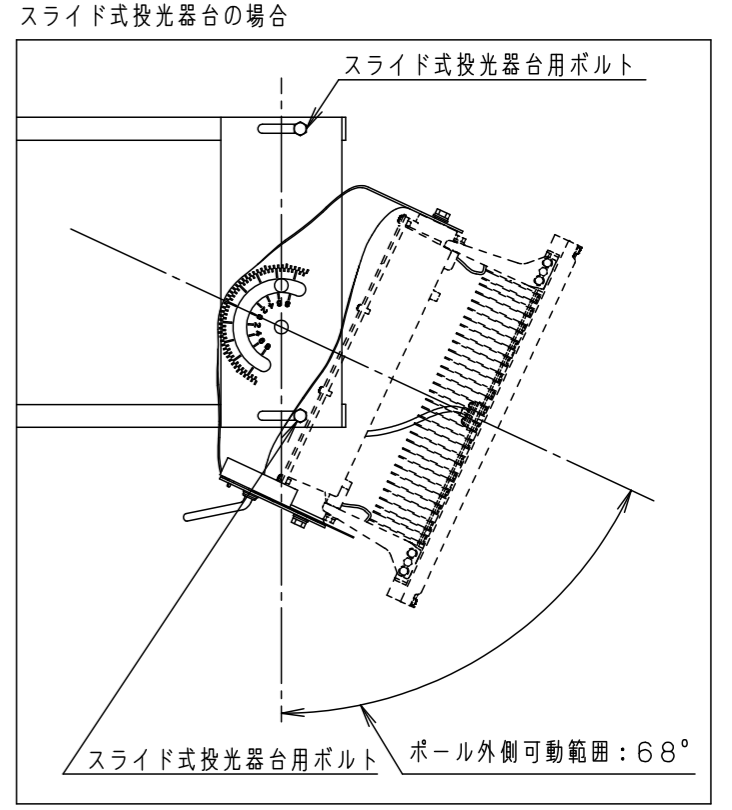 スライド式投光器台の場合
スライド式投光器台用ボルト
スライド式投光器台用ボルト
ポール外側可動範囲：68°